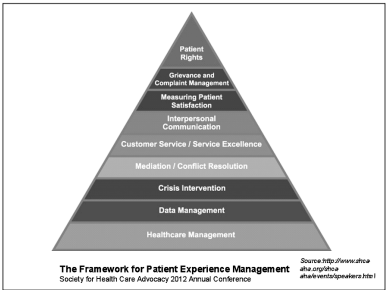 Patient
Rights
Grievance and
Complaint Management
Measuring Patient
Satisfaction
Interpersonal
Communication
Customer Service / Service Excellence
Mediation / Conflict Resolution
Crisis Intervention
Data Management
Healthcare Management
The Framework for Patient Experience Management
Society for Health Care Advocacy 2012 Annual Conference
Source:http://www.shca
aha.org/shca
aha/events/speakers.html